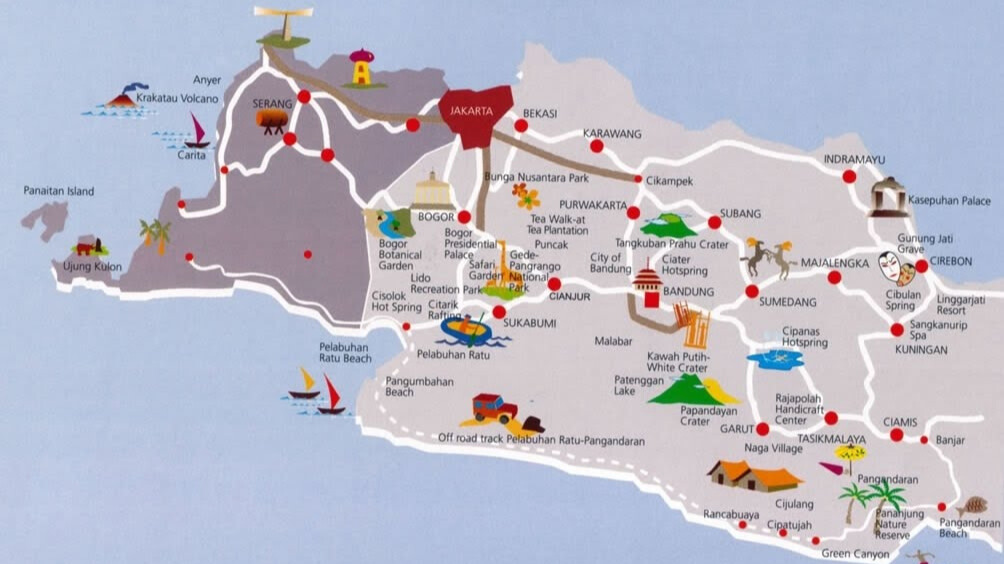 Anyer
Krakatau Volcano
SERANG
Carita
Panaitan Island
Ujung Kulon
JAKARTA
BEKASI
KARAWANG
Cikampek
INDRAMAYU
Kasepuhan Palace
Bunga Nusantara Park
PURWAKARTA
SUBANG
BOGOR
Tea Walk-at
Tea Plantation
Puncak
Tangkuban Prahu Crater
Bogor
Botanical
Garden
Bogor
Presidential
Palace
Safari
Garden
Gede-
Pangrango
National
Park
Lido
Recreation Park
City of
Bandung
Ciater
Hotspring
MAJALENGKA
Gunung Jati
Grave
CIREBON
Cibulan
Spring
Linggarjati
Resort
Cisolok
Hot Spring
Citarik
Rafting
CIANJUR
BANDUNG
SUMEDANG
SUKABUMI
Sangkanurip
Spa
KUNINGAN
Pelabuhan
Ratu Beach
Pelabuhan Ratu
Malabar
Cipanas
Hotspring
Kawah Putih-
White Crater
Pangumbahan
Beach
Patenggan
Lake
Papandayan
Crater
Rajapolah
Handicraft
Center
GARUT
CIAMIS
Banjar
TASIKMALAYA
Off road track Pelabuhan Ratu-Pangandaran
Naga Village
Pangandaran
Cijulang
Rancabuaya
Cipatujah
Pananjung
Nature
Reserve
Pangandaran
Beach
Green Canyon